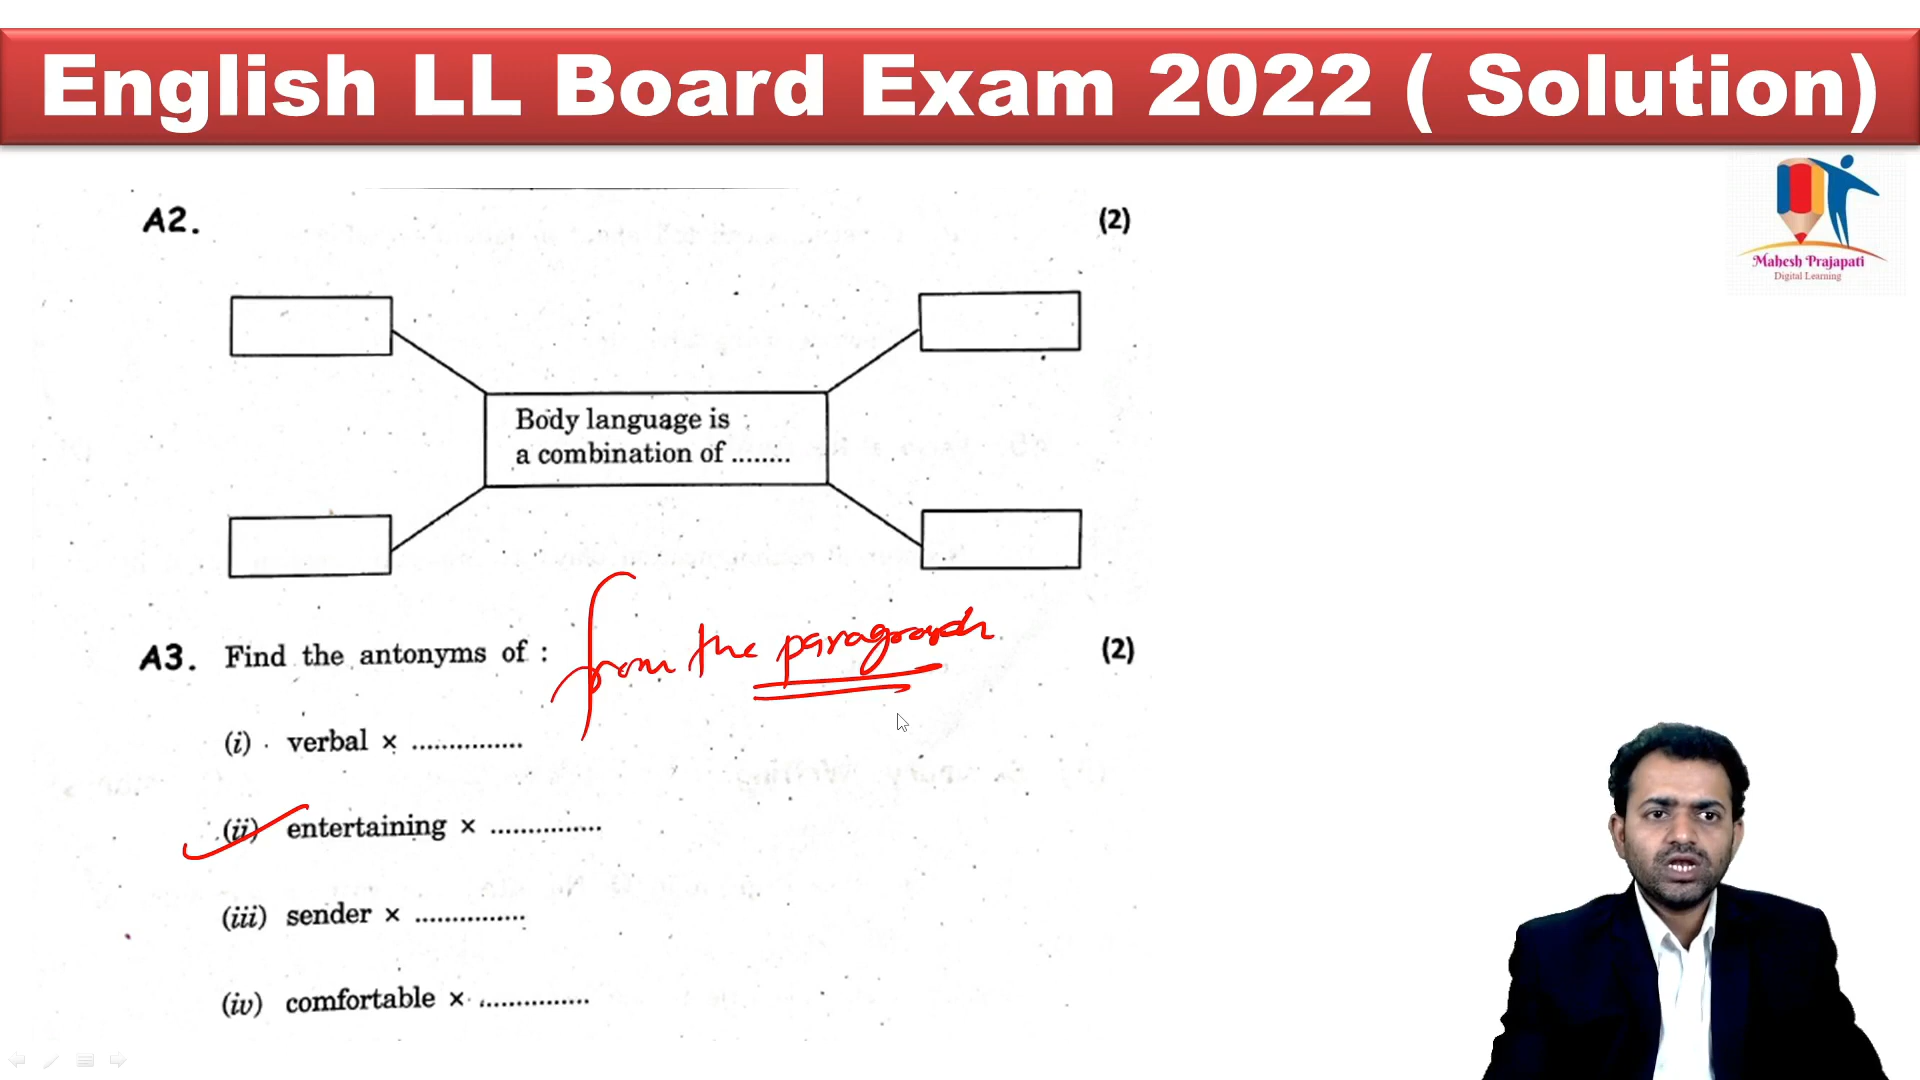 English LL Board Exam 2022 ( Solution)
Mahesh Prajapati
Digital Learning
A2. (2)
Body language is
a combination of ........
A3. Find the antonyms of : from the paragraph (2)
(i) verbal × ...............
(ii) entertaining × ...............
(iii) sender × ...............
(iv) comfortable × ...............